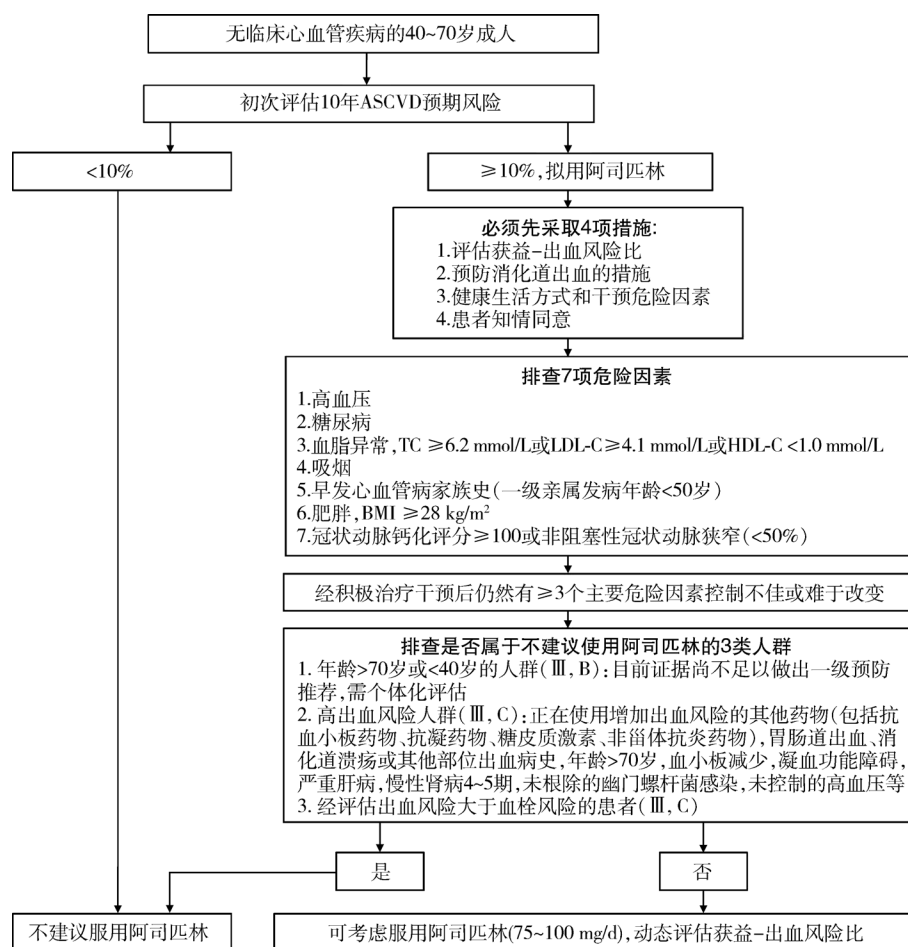 无临床心血管疾病的40~70岁成人
初次评估10年ASCVD预期风险
<10%
≥10%,拟用阿司匹林
必须先采取4项措施:
1.评估获益-出血风险比
2.预防消化道出血的措施
3.健康生活方式和干预危险因素
4.患者知情同意
排查7项危险因素
1.高血压
2.糖尿病
3.血脂异常,TC ≥6.2 mmol/L或LDL-C≥4.1 mmol/L或HDL-C <1.0 mmol/L
4.吸烟
5.早发心血管病家族史(一级亲属发病年龄<50岁)
6.肥胖,BMI ≥28 kg/m²
7.冠状动脉钙化评分≥100或非阻塞性冠状动脉狭窄(<50%)
经积极治疗干预后仍然有≥3个主要危险因素控制不佳或难于改变
排查是否属于不建议使用阿司匹林的3类人群
1. 年龄>70岁或<40岁的人群(Ⅲ, B):目前证据尚不足以做出一级预防
推荐,需个体化评估
2. 高出血风险人群(Ⅲ, C):正在使用增加出血风险的其他药物(包括抗
血小板药物、抗凝药物、糖皮质激素、非甾体抗炎药物),胃肠道出血、消
化道溃疡或其他部位出血病史,年龄>70岁,血小板减少,凝血功能障碍,
严重肝病,慢性肾病4~5期,未根除的幽门螺杆菌感染,未控制的高血压等
3. 经评估出血风险大于血栓风险的患者(Ⅲ, C)
是
否
不建议服用阿司匹林
可考虑服用阿司匹林(75~100 mg/d),动态评估获益-出血风险比